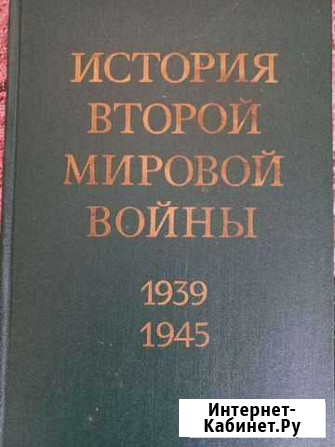 ИСТОРИЯ
ВТОРОЙ
МИРОВОЙ
ВОЙНЫ
1939
1945
Интернет-
Кабинет.Ру